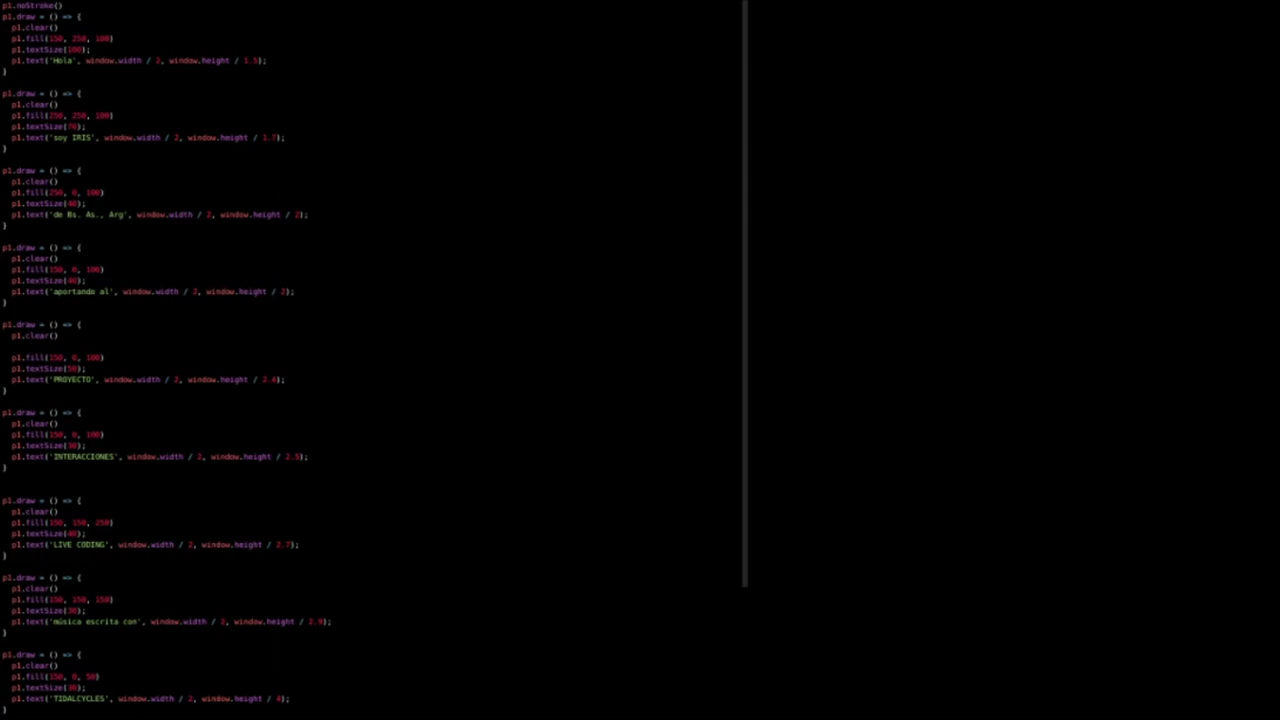 p1.noStroke()
p1.draw = () => {
p1.clear()
p1.fill(150, 250, 100)
p1.textSize(100);
p1.text('Hola', window.width / 2, window.height / 1.5);
}
p1.draw = () => {
p1.clear()
p1.fill(250, 250, 100)
p1.textSize(70);
p1.text('soy IRIS', window.width / 2, window.height / 1.7);
}
p1.draw = () => {
p1.clear()
p1.fill(250, 0, 100)
p1.textSize(40);
p1.text('de Bs. As., Arg', window.width / 2, window.height / 2);
}
p1.draw = () => {
p1.clear()
p1.fill(150, 0, 100)
p1.textSize(40);
p1.text('aportando al', window.width / 2, window.height / 2);
}
p1.draw = () => {
p1.clear()
p1.fill(150, 0, 100)
p1.textSize(50);
p1.text('PROYECTO', window.width / 2, window.height / 2.4);
}
p1.draw = () => {
p1.clear()
p1.fill(150, 0, 100)
p1.textSize(30);
p1.text('INTERACCIONES', window.width / 2, window.height / 2.5);
}
p1.draw = () => {
p1.clear()
p1.fill(150, 150, 250)
p1.textSize(40);
p1.text('LIVE CODING', window.width / 2, window.height / 2.7);
}
p1.draw = () => {
p1.clear()
p1.fill(150, 150, 150)
p1.textSize(30);
p1.text('música escrita con', window.width / 2, window.height / 2.9);
}
p1.draw = () => {
p1.clear()
p1.fill(150, 0, 50)
p1.textSize(30);
p1.text('TIDALCYCLES', window.width / 2, window.height / 4);
}